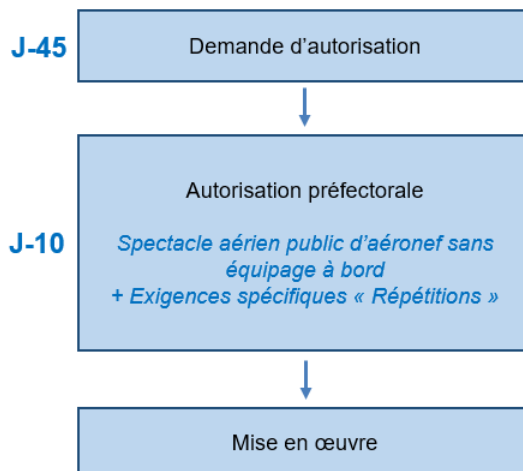 J-45
Demande d’autorisation
Autorisation préfectorale
J-10
Spectacle aérien public d’aéronef sans
équipage à bord
+ Exigences spécifiques « Répétitions »
Mise en œuvre